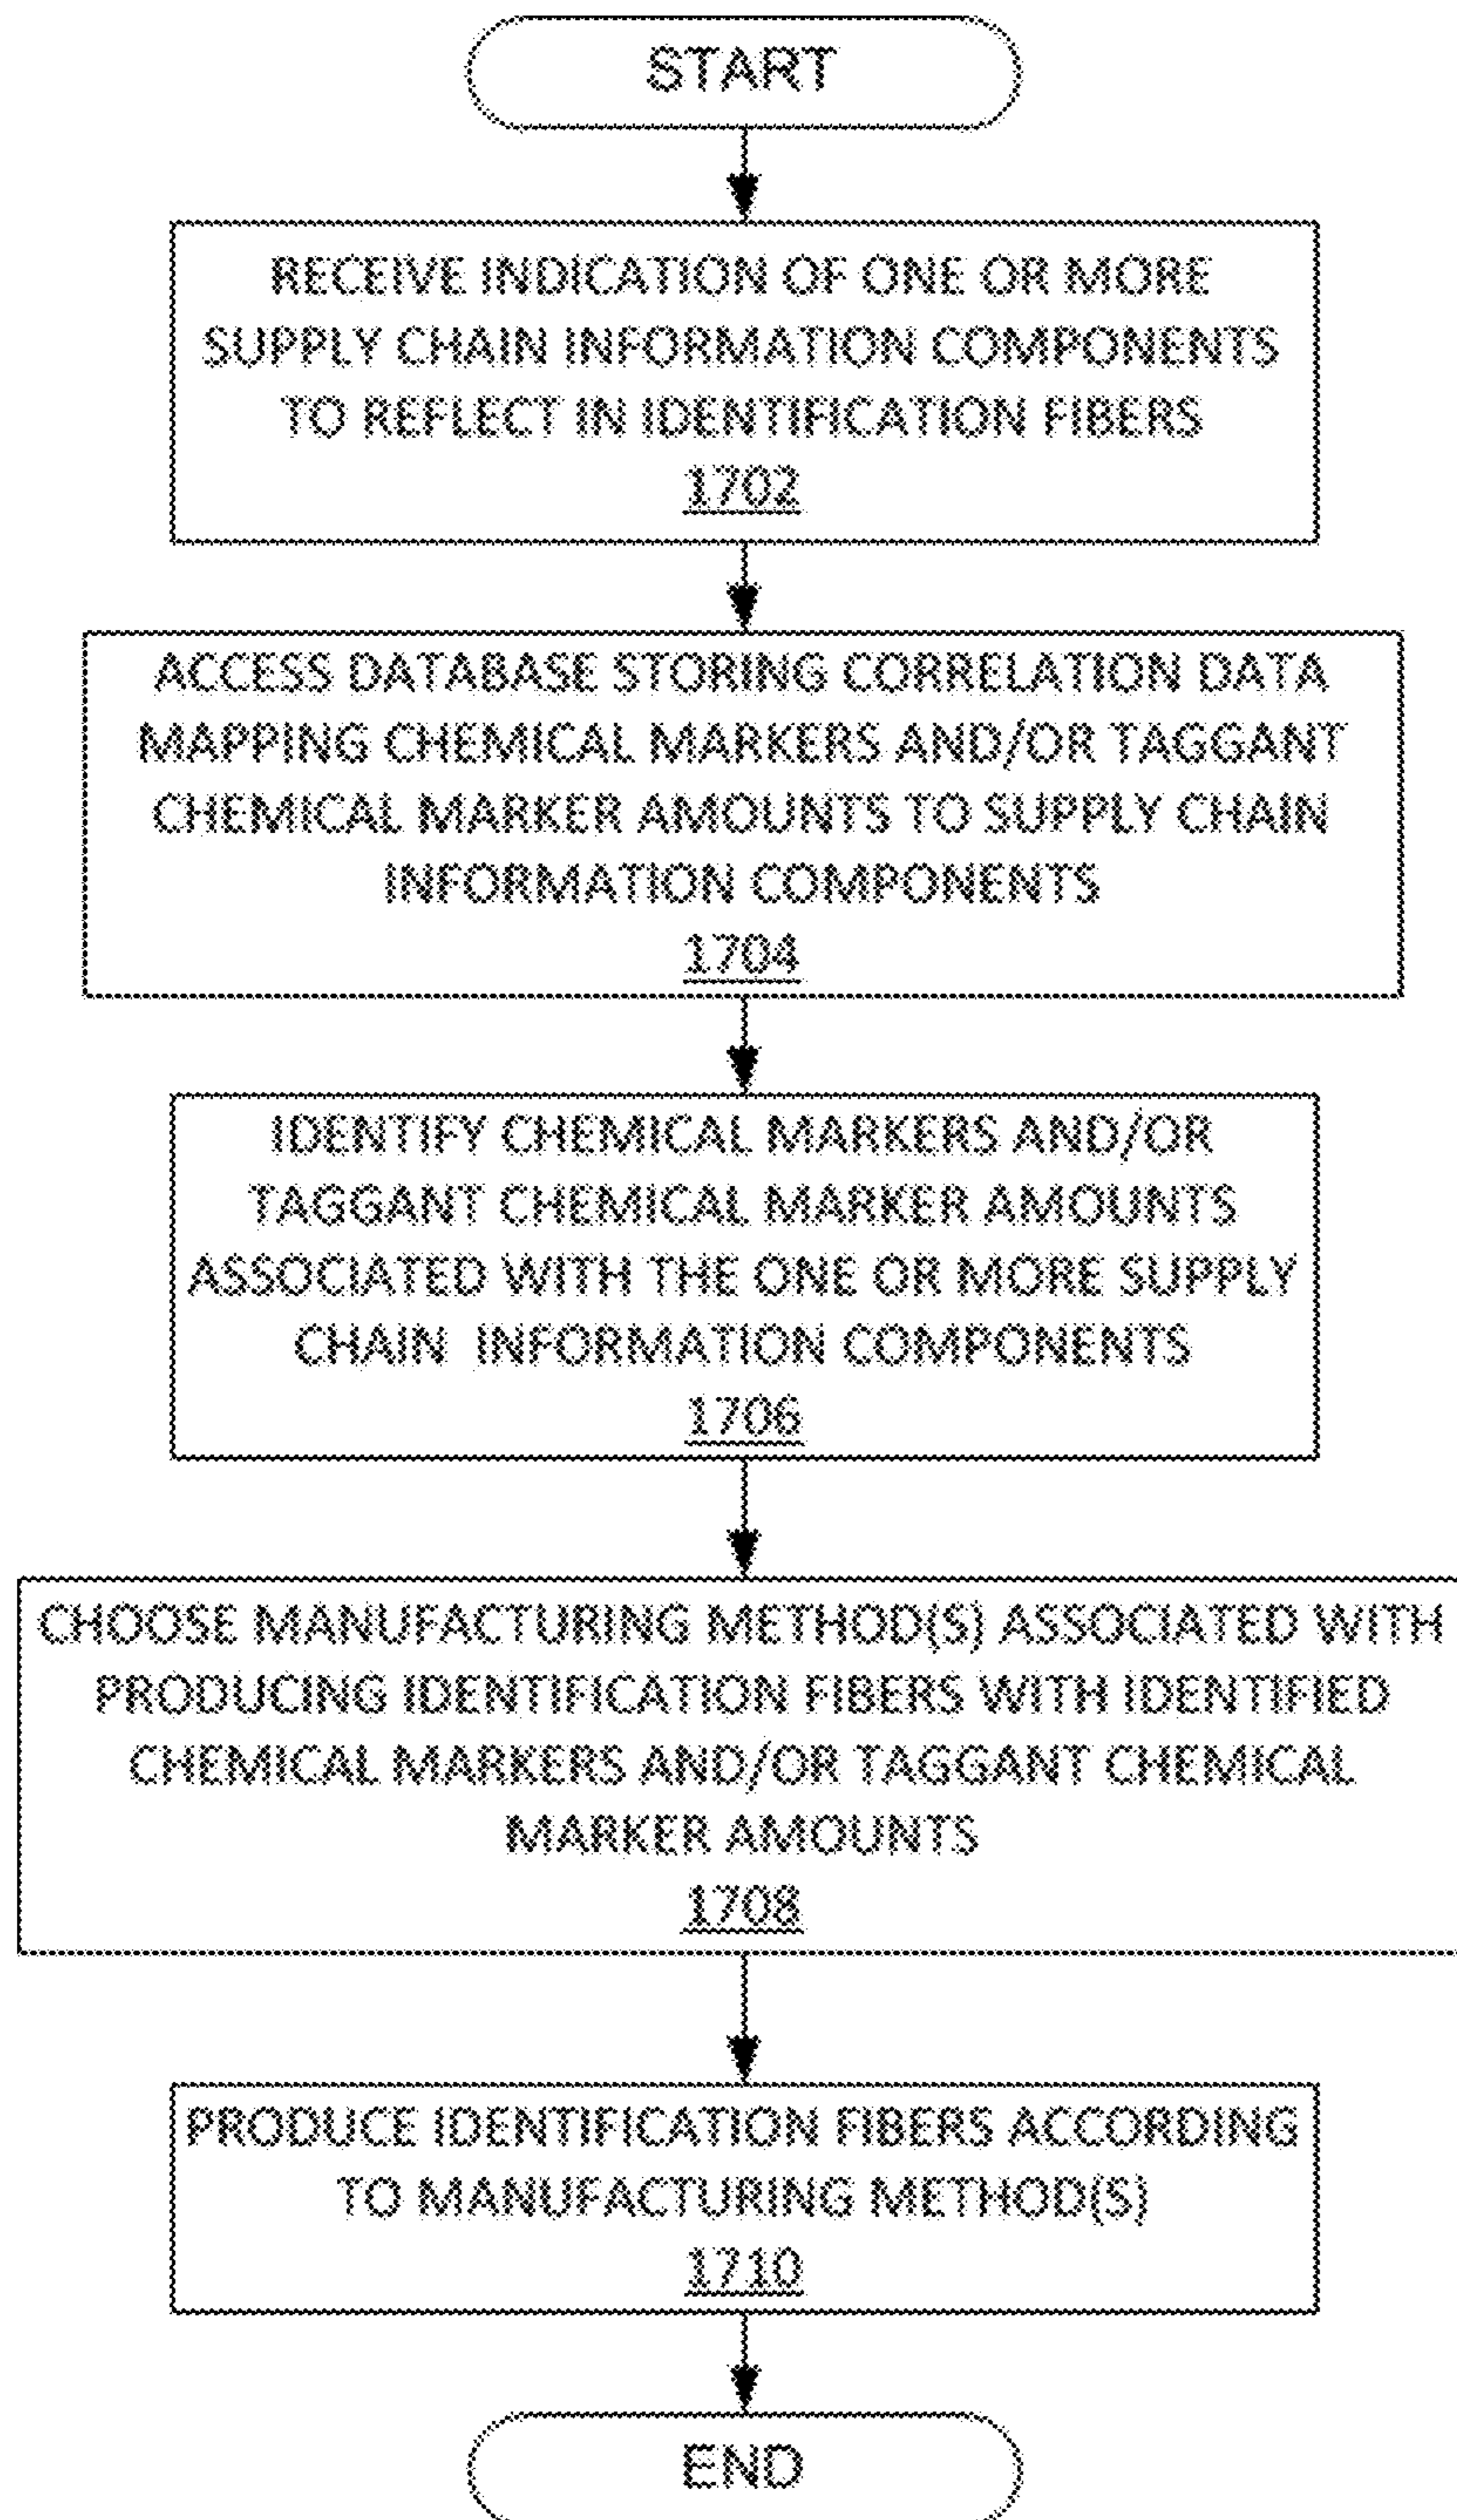 START
RECEIVE INDICATION OF ONE OR MORE
SUPPLY CHAIN INFORMATION COMPONENTS
TO REFLECT IN IDENTIFICATION FIBERS
1702
ACCESS DATABASE STORING CORRELATION DATA
MAPPING CHEMICAL MARKERS AND/OR TAGGANT
CHEMICAL MARKER AMOUNTS TO SUPPLY CHAIN
INFORMATION COMPONENTS
1704
IDENTIFY CHEMICAL MARKERS AND/OR
TAGGANT CHEMICAL MARKER AMOUNTS
ASSOCIATED WITH THE ONE OR MORE SUPPLY
CHAIN INFORMATION COMPONENTS
1706
CHOOSE MANUFACTURING METHOD(S) ASSOCIATED WITH
PRODUCING IDENTIFICATION FIBERS WITH IDENTIFIED
CHEMICAL MARKERS AND/OR TAGGANT CHEMICAL
MARKER AMOUNTS
1708
PRODUCE IDENTIFICATION FIBERS ACCORDING
TO MANUFACTURING METHOD(S)
1710
END